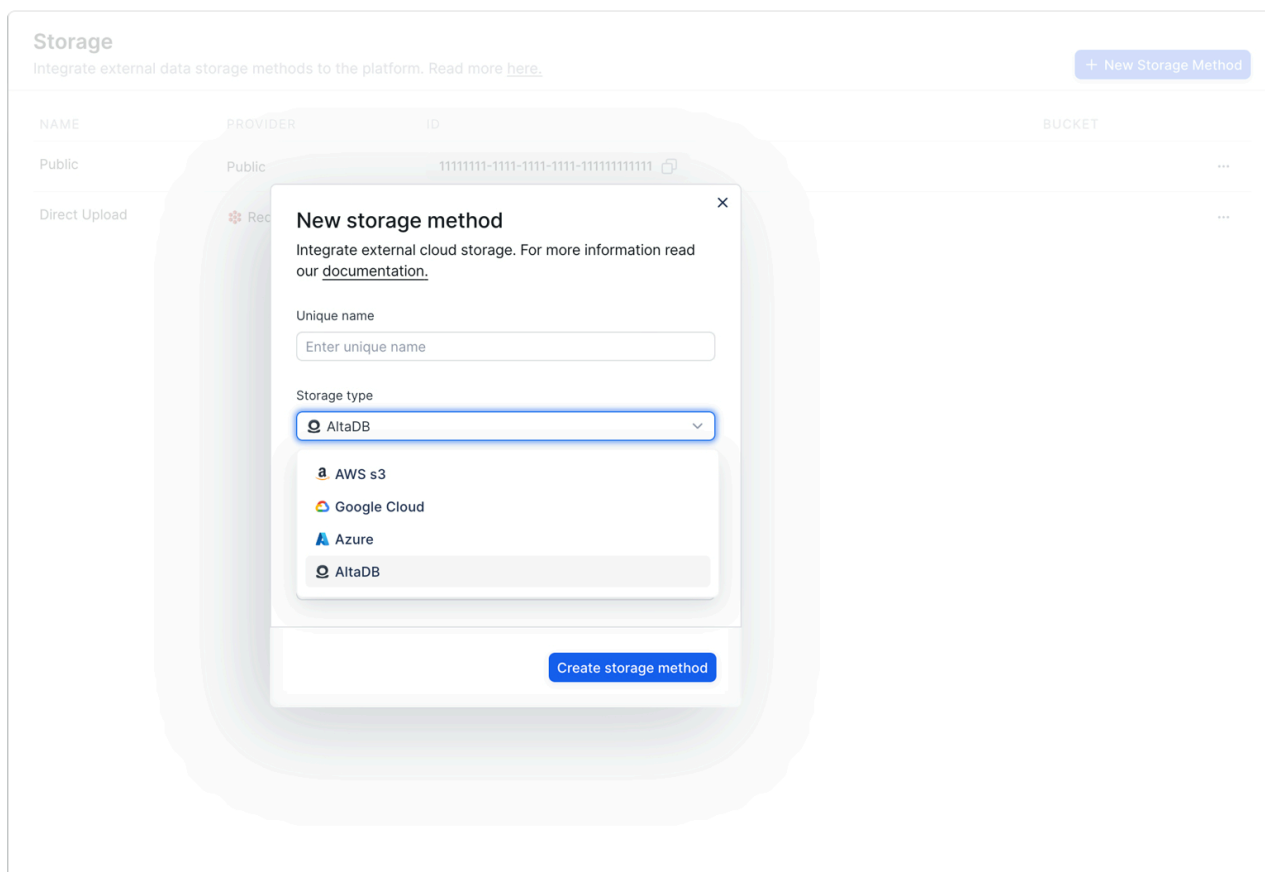 Storage
Integrate external data storage methods to the platform. Read more here.
+ New Storage Method
NAME PROVIDER ID BUCKET
Public Public 11111111-1111-1111-1111-111111111111
Direct Upload
New storage method
Integrate external cloud storage. For more information read
our documentation.
Unique name
Enter unique name
Storage type
AltaDB
AWS s3
Google Cloud
Azure
AltaDB
Create storage method